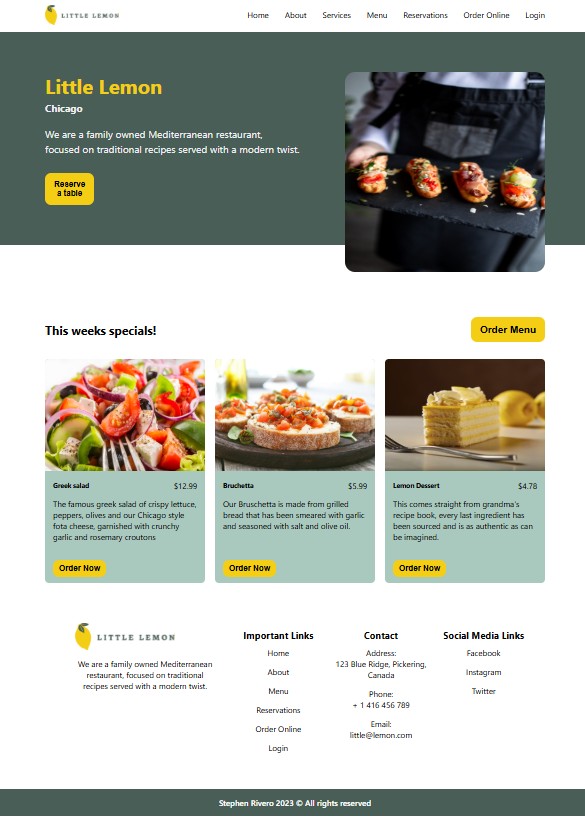 LITTLE LEMON
Home About Services Menu Reservations Order Online Login
Little Lemon
Chicago
We are a family owned Mediterranean restaurant,
focused on traditional recipes served with a modern twist.
Reserve
a table
This weeks specials!
Order Menu
Greek salad $12.99
The famous greek salad of crispy lettuce,
peppers, olives and our Chicago style
fota cheese, garnished with crunchy
garlic and rosemary croutons
Order Now
Bruchetta $5.99
Our Bruschetta is made from grilled
bread that has been smeared with garlic
and seasoned with salt and olive oil.
Order Now
Lemon Dessert $4.78
This comes straight from grandma's
recipe book, every last ingredient has
been sourced and is as authentic as can
be imagined.
Order Now
LITTLE LEMON
We are a family owned Mediterranean
restaurant, focused on traditional
recipes served with a modern twist.
Important Links
Home
About
Menu
Reservations
Order Online
Login
Contact
Address:
123 Blue Ridge, Pickering,
Canada
Phone:
+ 1 416 456 789
Email:
little@lemon.com
Social Media Links
Facebook
Instagram
Twitter
Stephen Rivero 2023 © All rights reserved